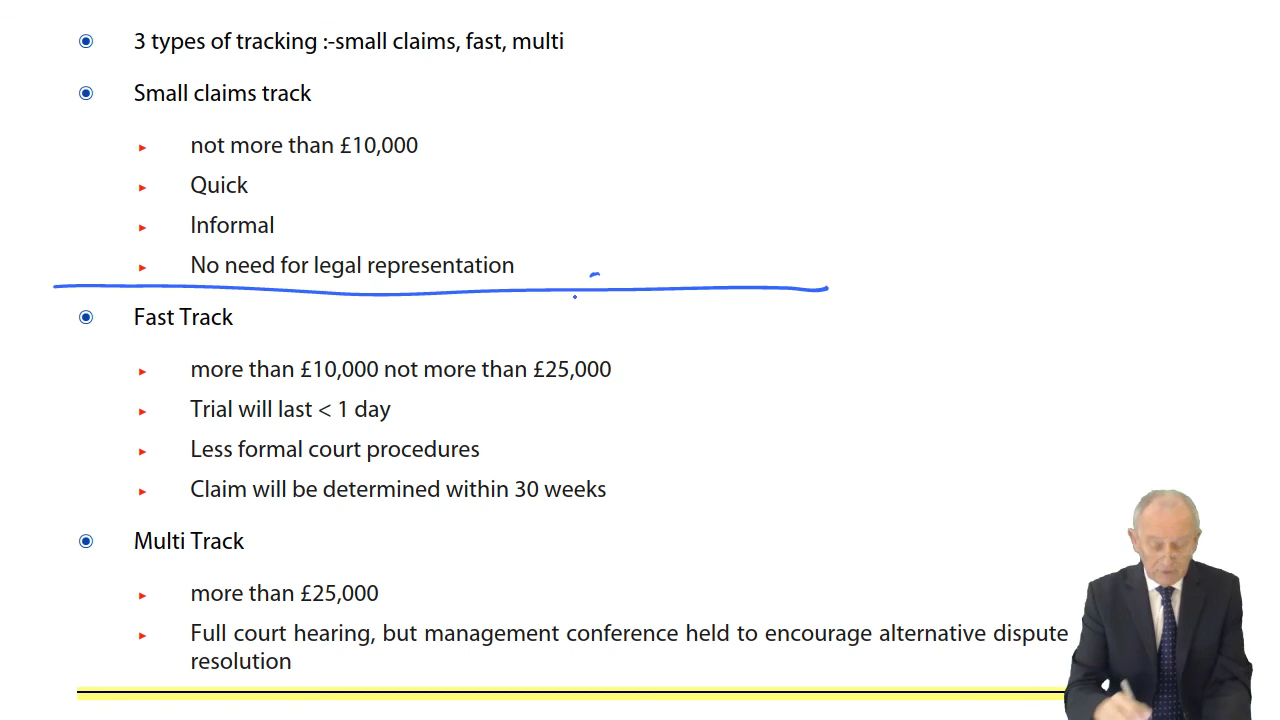 3 types of tracking :-small claims, fast, multi
Small claims track
not more than £10,000
Quick
Informal
No need for legal representation
Fast Track
more than £10,000 not more than £25,000
Trial will last < 1 day
Less formal court procedures
Claim will be determined within 30 weeks
Multi Track
more than £25,000
Full court hearing, but management conference held to encourage alternative dispute
resolution